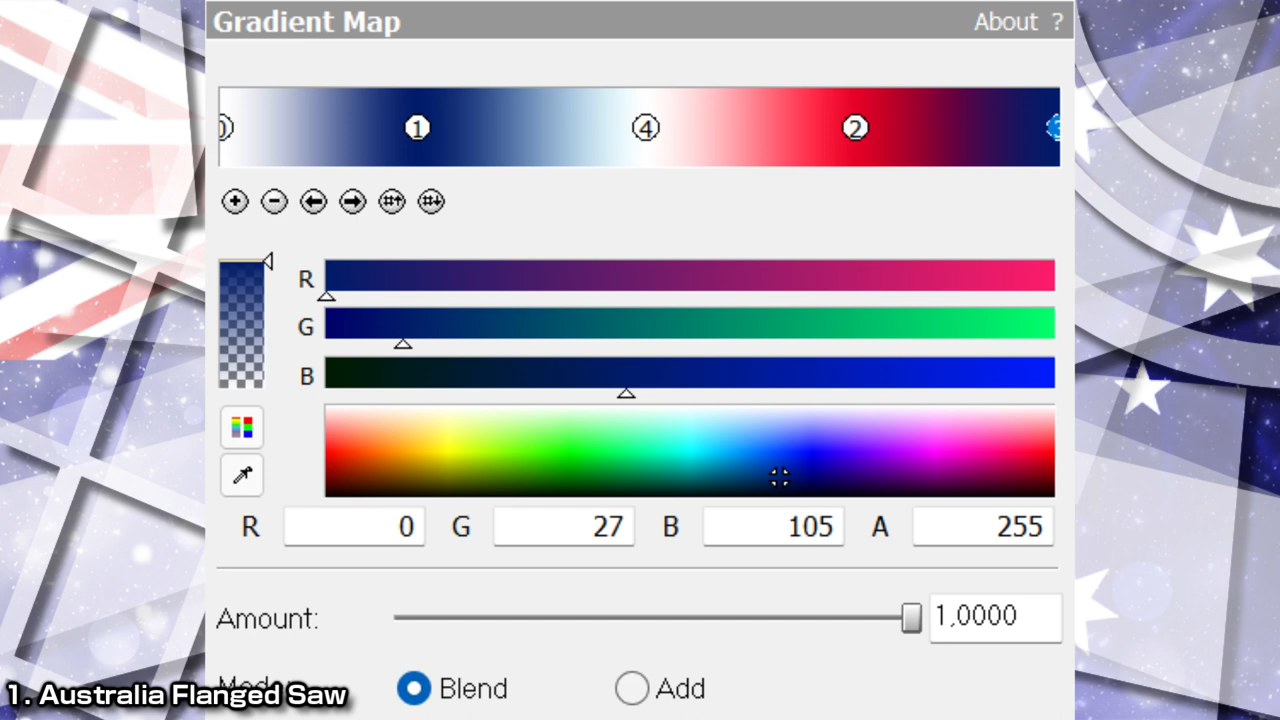 Gradient Map About ?
1 4 2
R
G
B
R 0 G 27 B 105 A 255
Amount: 1,0000
Blend Add
1. Australia Flanged Saw